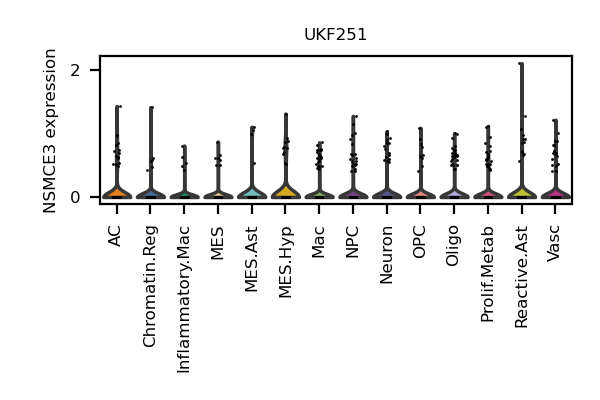 UKF251
NSMCE3 expression
2
0
AC
Chromatin.Reg
Inflammatory.Mac
MES
MES.Ast
MES.Hyp
Mac
NPC
Neuron
OPC
Oligo
Prolif.Metab
Reactive.Ast
Vasc